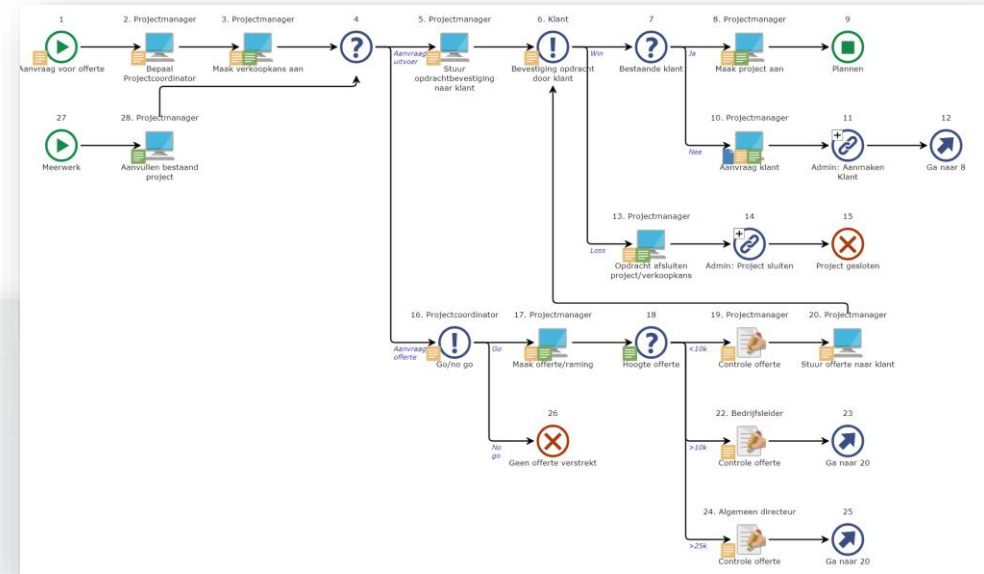 1
2. Projectmanager
3. Projectmanager
4
5. Projectmanager
6. Klant
7
8. Projectmanager
9
Aanvraag voor offerte
Bepaal
Projectcoordinator
Maak verkoopkans aan
Aanvraag
uitvoer
Stuur
opdrachtbevestiging
naar klant
Bevestiging opdracht
door klant
Win
Bestaande klant
Ja
Maak project aan
Plannen
27
28. Projectmanager
Meerwerk
Aanvullen bestaand
project
10. Projectmanager
11
12
Nee
Aanvraag klant
Admin: Aanmaken
Klant
Ga naar 8
13. Projectmanager
14
15
Loss
Opdracht afsluiten
project/verkoopkans
Admin: Project sluiten
Project gesloten
16. Projectcoordinator
17. Projectmanager
18
19. Projectmanager
20. Projectmanager
Aanvraag
offerte
Go/no go
Go
Maak offerte/raming
Hoogte offerte
<10k
Controle offerte
Stuur offerte naar klant
26
22. Bedrijfsleider
23
No
go
Geen offerte verstrekt
>10k
Controle offerte
Ga naar 20
24. Algemeen directeur
25
>25k
Controle offerte
Ga naar 20